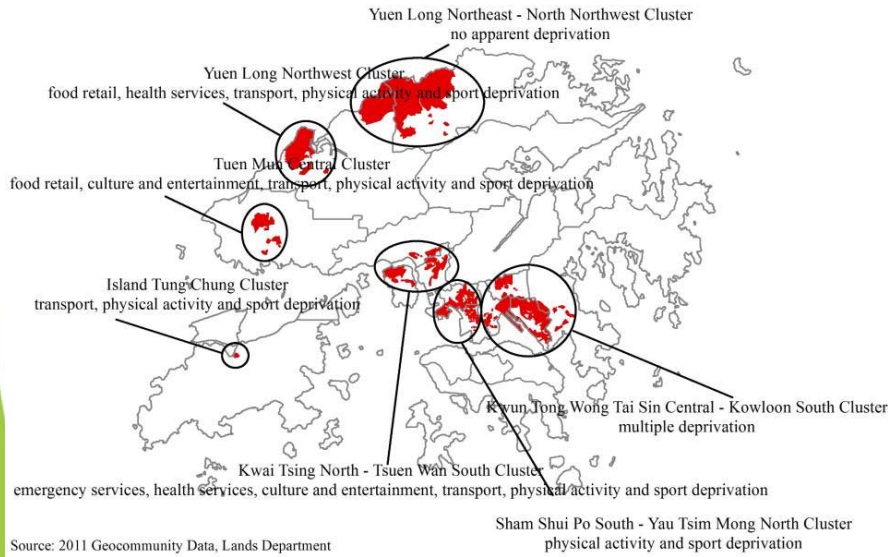 Yuen Long Northeast - North Northwest Cluster
no apparent deprivation
Yuen Long Northwest Cluster
food retail, health services, transport, physical activity and sport deprivation
Tuen Mun Central Cluster
food retail, culture and entertainment, transport, physical activity and sport deprivation
Island Tung Chung Cluster
transport, physical activity and sport deprivation
Kwun Tong Wong Tai Sin Central - Kowloon South Cluster
multiple deprivation
Kwai Tsing North - Tsuen Wan South Cluster
emergency services, health services, culture and entertainment, transport, physical activity and sport deprivation
Sham Shui Po South - Yau Tsim Mong North Cluster
physical activity and sport deprivation
Source: 2011 Geocommunity Data, Lands Department